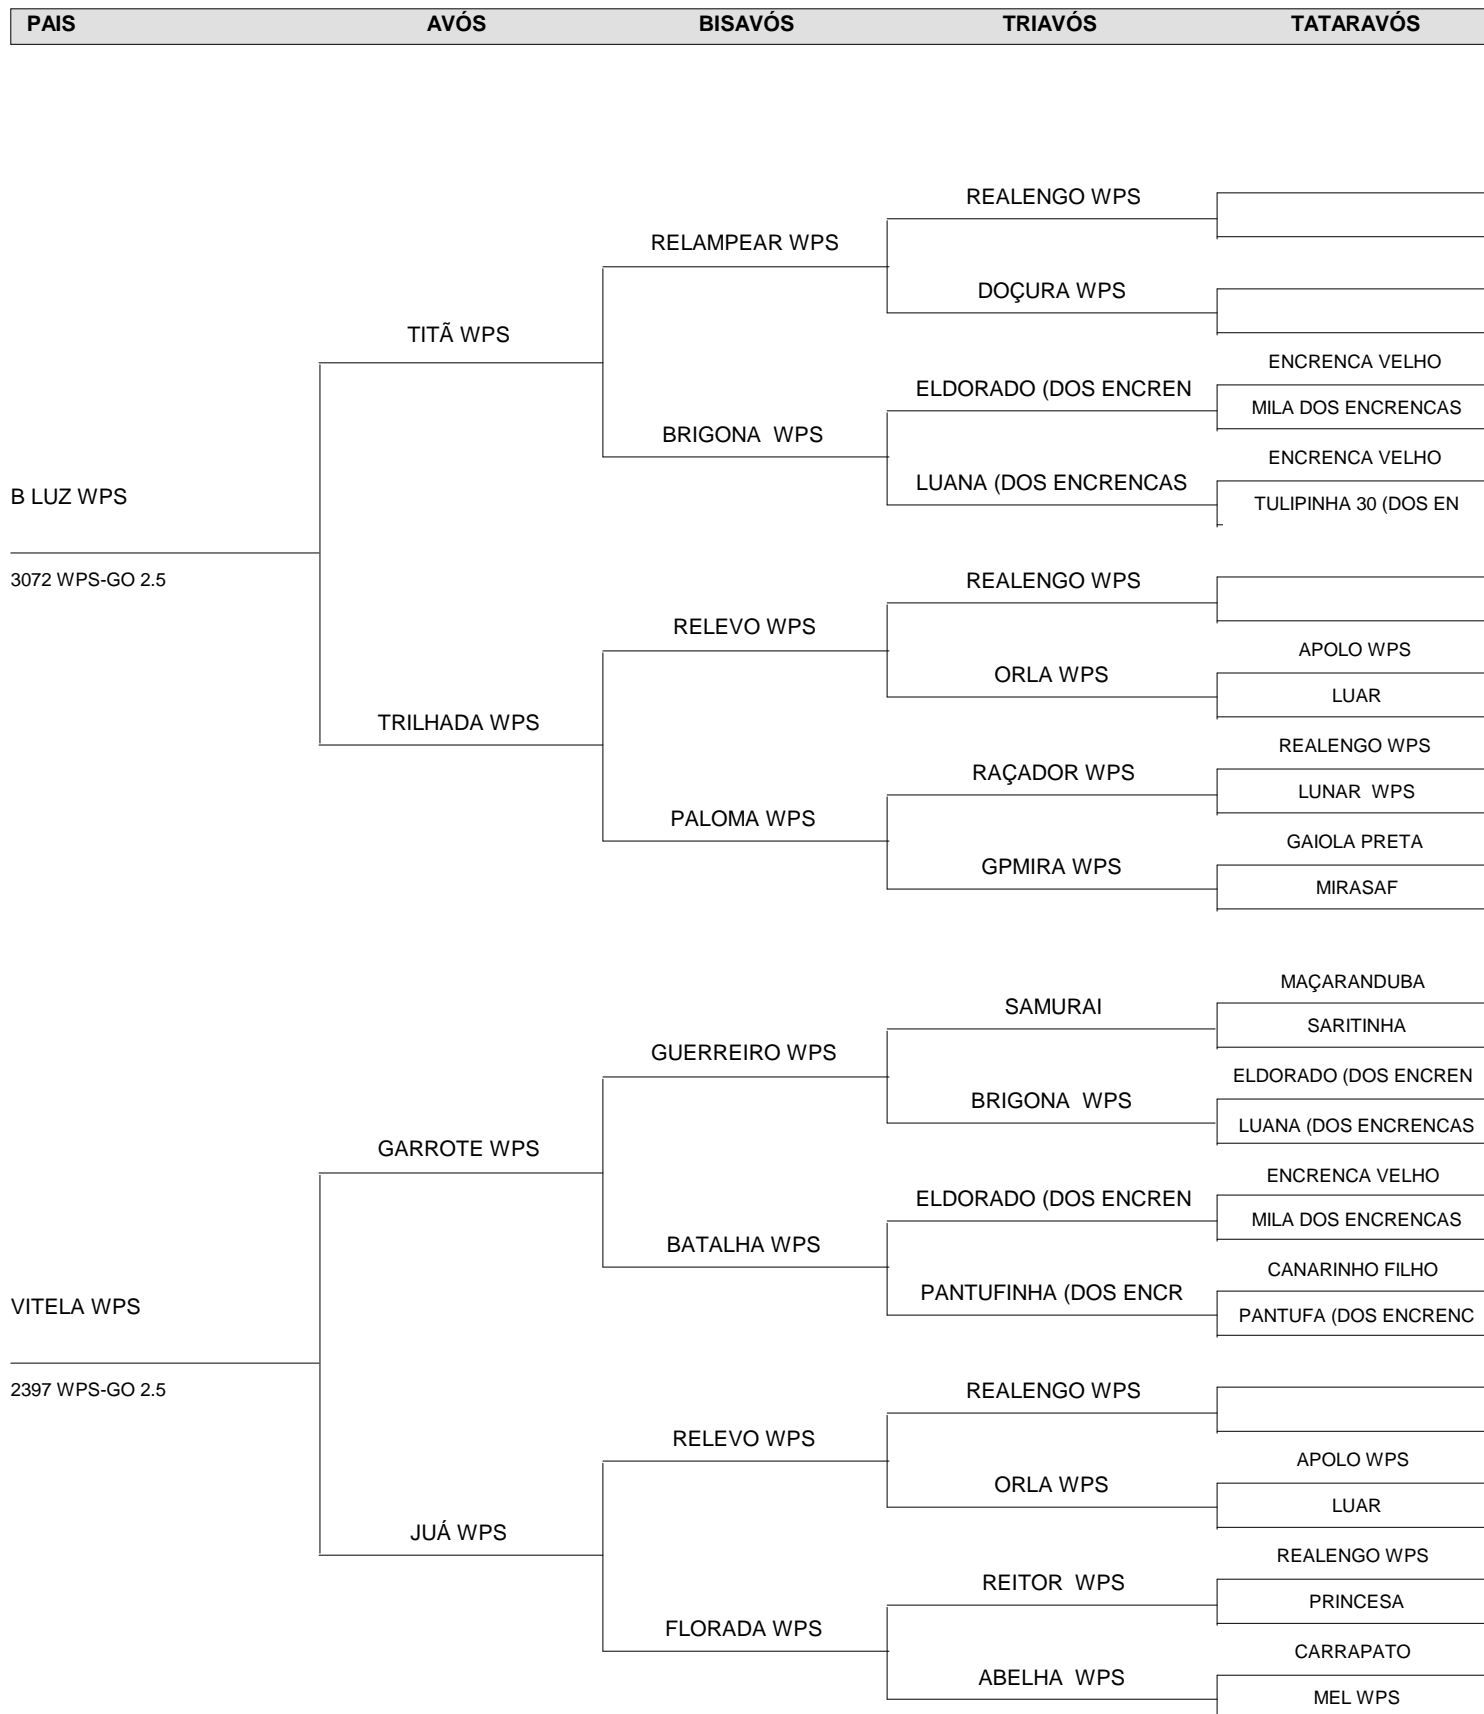 PAIS AVÓS BISAVÓS TRIAVÓS TATARAVÓS
REALENGO WPS
RELAMPEAR WPS
DOÇURA WPS
TITÃ WPS
ENCRENCA VELHO
ELDORADO (DOS ENCREN
MILA DOS ENCRENCAS
BRIGONA  WPS
ENCRENCA VELHO
LUANA (DOS ENCRENCAS
B LUZ WPS
TULIPINHA 30 (DOS EN
3072 WPS-GO 2.5
REALENGO WPS
RELEVO WPS
APOLO WPS
ORLA WPS
LUAR
TRILHADA WPS
REALENGO WPS
RAÇADOR WPS
LUNAR  WPS
PALOMA WPS
GAIOLA PRETA
GPMIRA WPS
MIRASAF
MAÇARANDUBA
SAMURAI
SARITINHA
GUERREIRO WPS
ELDORADO (DOS ENCREN
BRIGONA  WPS
LUANA (DOS ENCRENCAS
GARROTE WPS
ENCRENCA VELHO
ELDORADO (DOS ENCREN
MILA DOS ENCRENCAS
BATALHA WPS
CANARINHO FILHO
PANTUFINHA (DOS ENCR
VITELA WPS
PANTUFA (DOS ENCRENC
2397 WPS-GO 2.5
REALENGO WPS
RELEVO WPS
APOLO WPS
ORLA WPS
LUAR
JUÁ WPS
REALENGO WPS
REITOR  WPS
PRINCESA
FLORADA WPS
CARRAPATO
ABELHA  WPS
MEL WPS